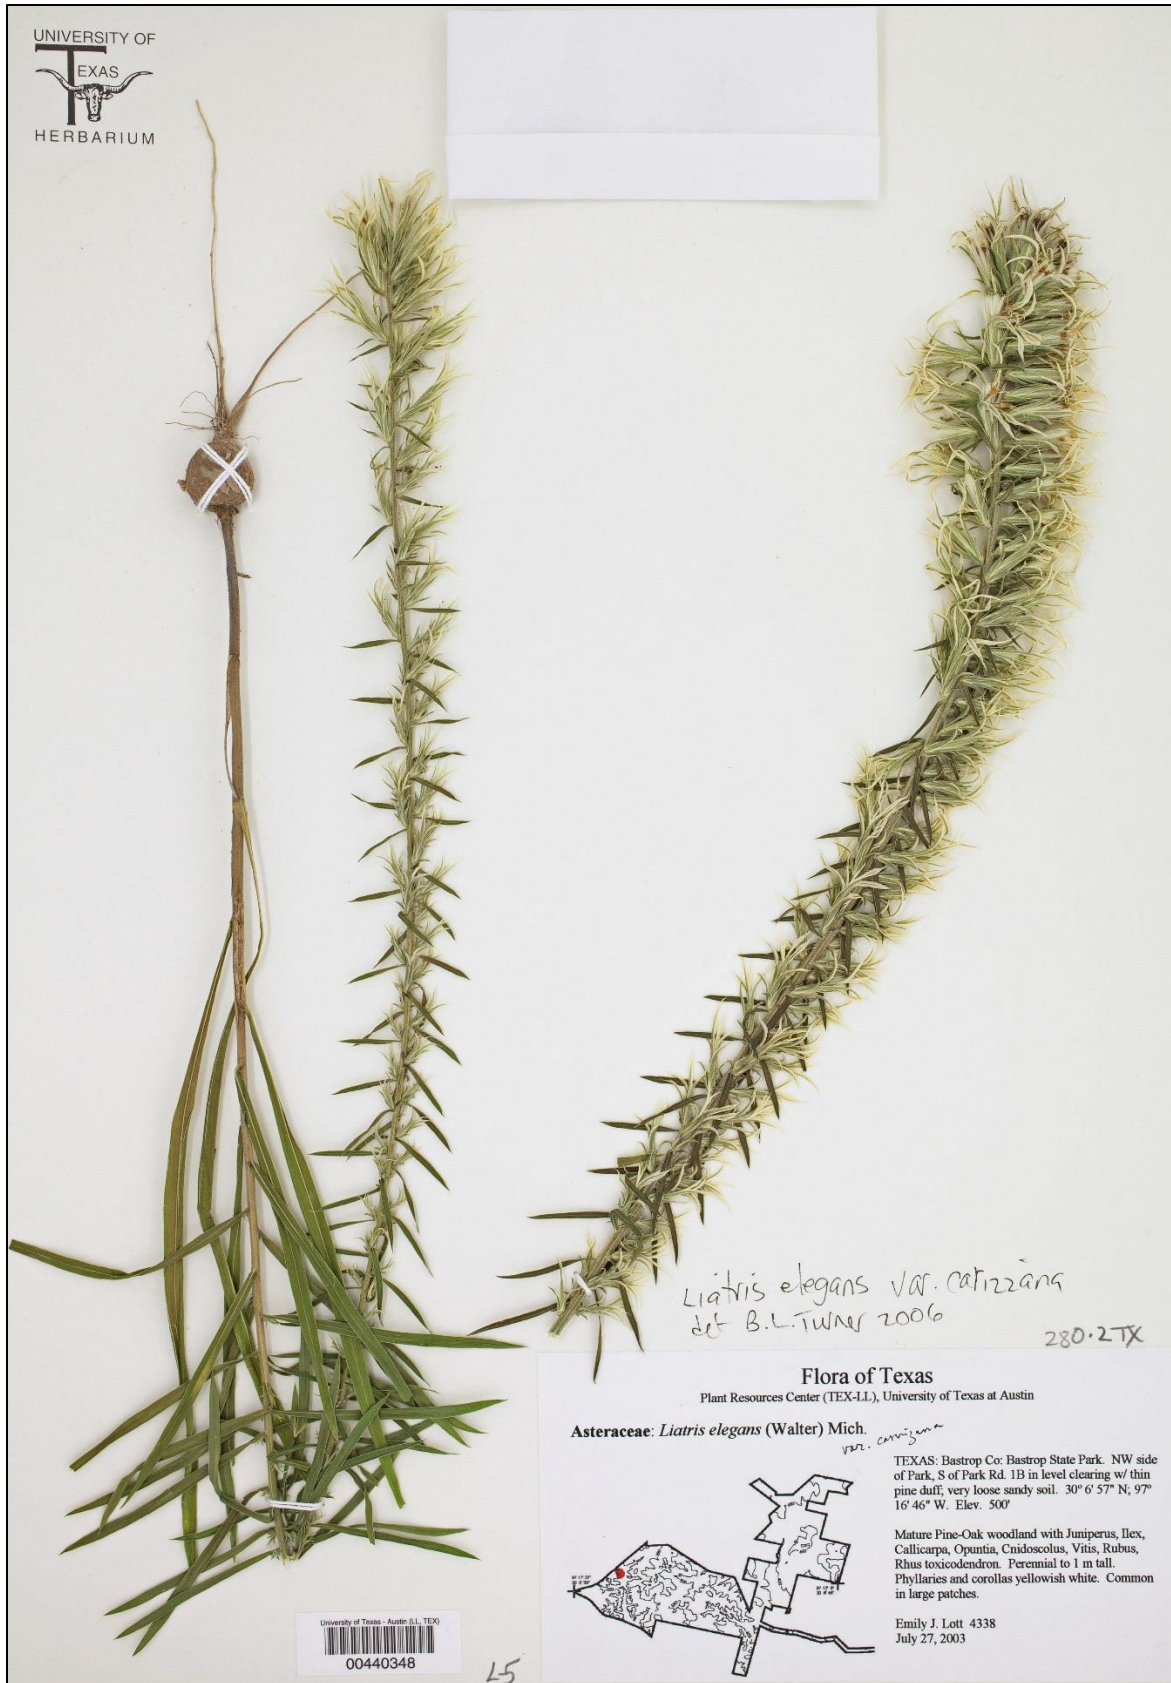 UNIVERSITY OF
TEXAS
HERBARIUM
Liatris elegans var. carizzana
det B.L. Turner 2006
280.2TX
Flora of Texas
Plant Resources Center (TEX-LL), University of Texas at Austin
Asteraceae: Liatris elegans (Walter) Mich.
var. carrizana
TEXAS: Bastrop Co: Bastrop State Park. NW side
of Park, S of Park Rd. 1B in level clearing w/ thin
pine duff; very loose sandy soil. 30° 6' 57" N; 97°
16' 46" W. Elev. 500'
Mature Pine-Oak woodland with Juniperus, Ilex,
Callicarpa, Opuntia, Cnidoscolus, Vitis, Rubus,
Rhus toxicodendron. Perennial to 1 m tall.
Phyllaries and corollas yellowish white. Common
in large patches.
Emily J. Lott 4338
July 27, 2003
University of Texas - Austin (LL, TEX)
00440348
L5